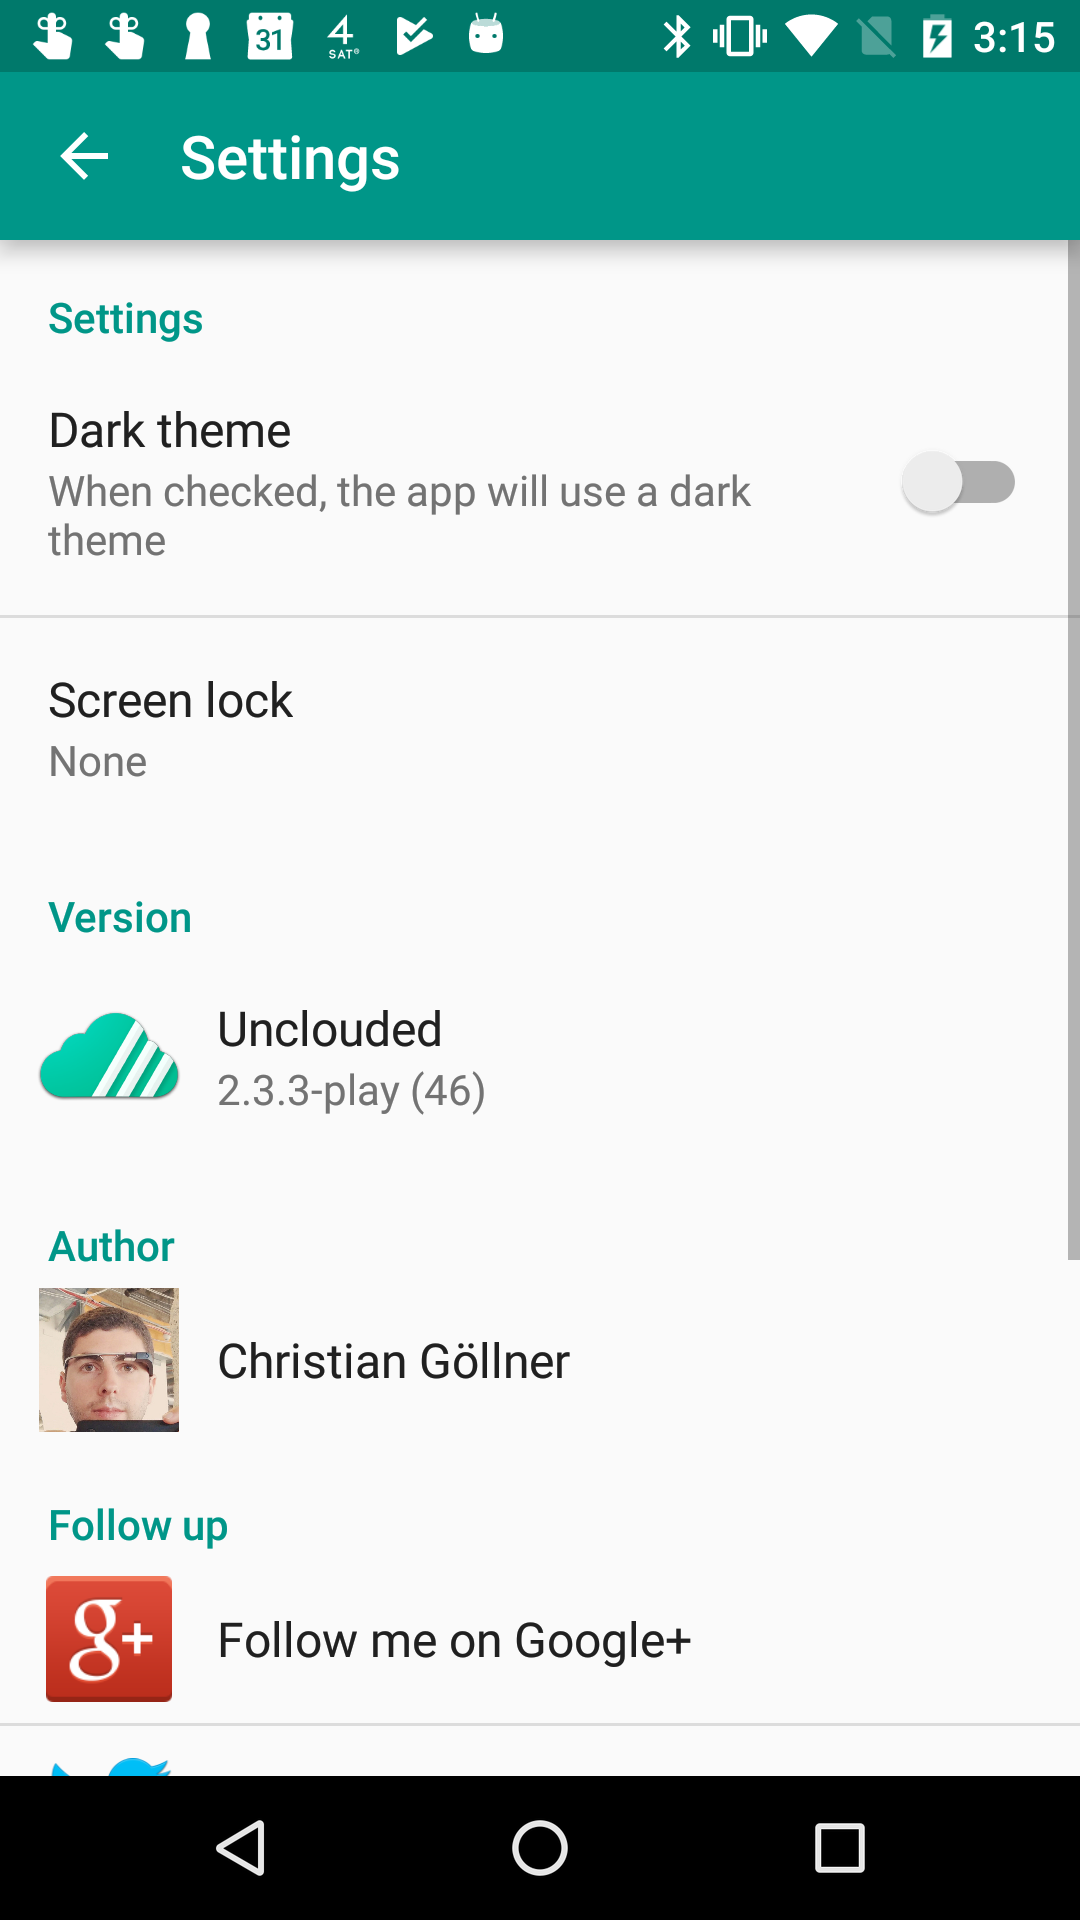 31
4
SAT®
3:15
Settings
Settings
Dark theme
When checked, the app will use a dark
theme
Screen lock
None
Version
Unclouded
2.3.3-play (46)
Author
Christian Göllner
Follow up
g+
Follow me on Google+